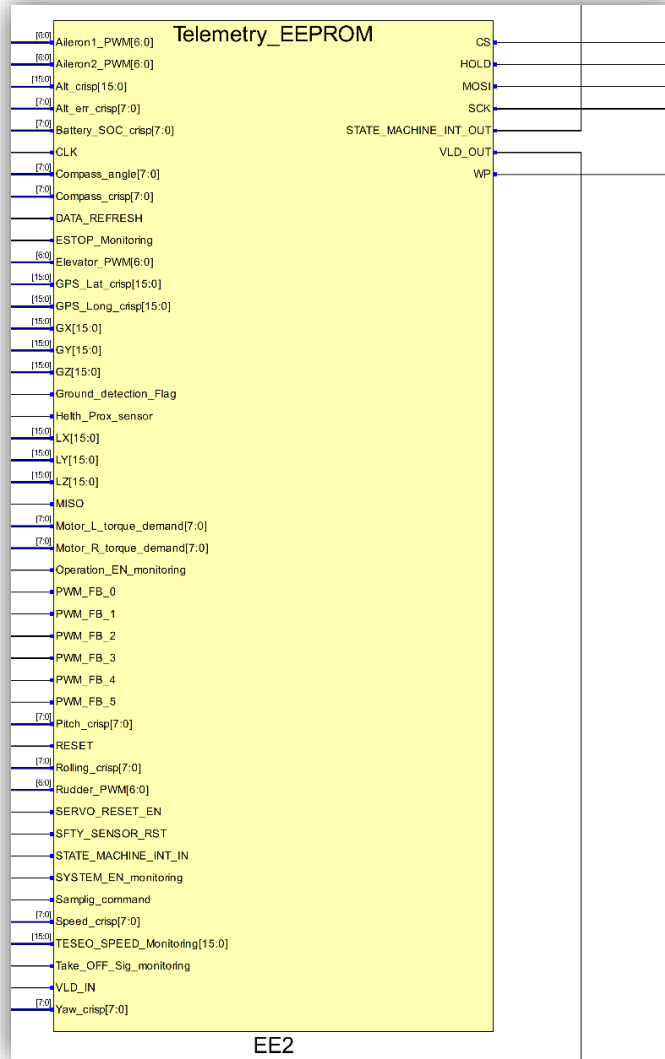 Telemetry_EEPROM
[6:0] Aileron1_PWM[6:0] CS
[6:0] Aileron2_PWM[6:0] HOLD
[15:0] Alt_crisp[15:0] MOSI
[7:0] Alt_err_crisp[7:0] SCK
[7:0] Battery_SOC_crisp[7:0] STATE_MACHINE_INT_OUT
CLK VLD_OUT
[7:0] Compass_angle[7:0] WP
[7:0] Compass_crisp[7:0]
DATA_REFRESH
ESTOP_Monitoring
[6:0] Elevator_PWM[6:0]
[15:0] GPS_Lat_crisp[15:0]
[15:0] GPS_Long_crisp[15:0]
[15:0] GX[15:0]
[15:0] GY[15:0]
[15:0] GZ[15:0]
Ground_detection_Flag
Helth_Prox_sensor
[15:0] LX[15:0]
[15:0] LY[15:0]
[15:0] LZ[15:0]
MISO
[7:0] Motor_L_torque_demand[7:0]
[7:0] Motor_R_torque_demand[7:0]
Operation_EN_monitoring
PWM_FB_0
PWM_FB_1
PWM_FB_2
PWM_FB_3
PWM_FB_4
PWM_FB_5
[7:0] Pitch_crisp[7:0]
RESET
[7:0] Rolling_crisp[7:0]
[6:0] Rudder_PWM[6:0]
SERVO_RESET_EN
SFTY_SENSOR_RST
STATE_MACHINE_INT_IN
SYSTEM_EN_monitoring
Samplig_command
[7:0] Speed_crisp[7:0]
[15:0] TESEO_SPEED_Monitoring[15:0]
Take_OFF_Sig_monitoring
VLD_IN
[7:0] Yaw_crisp[7:0]
EE2